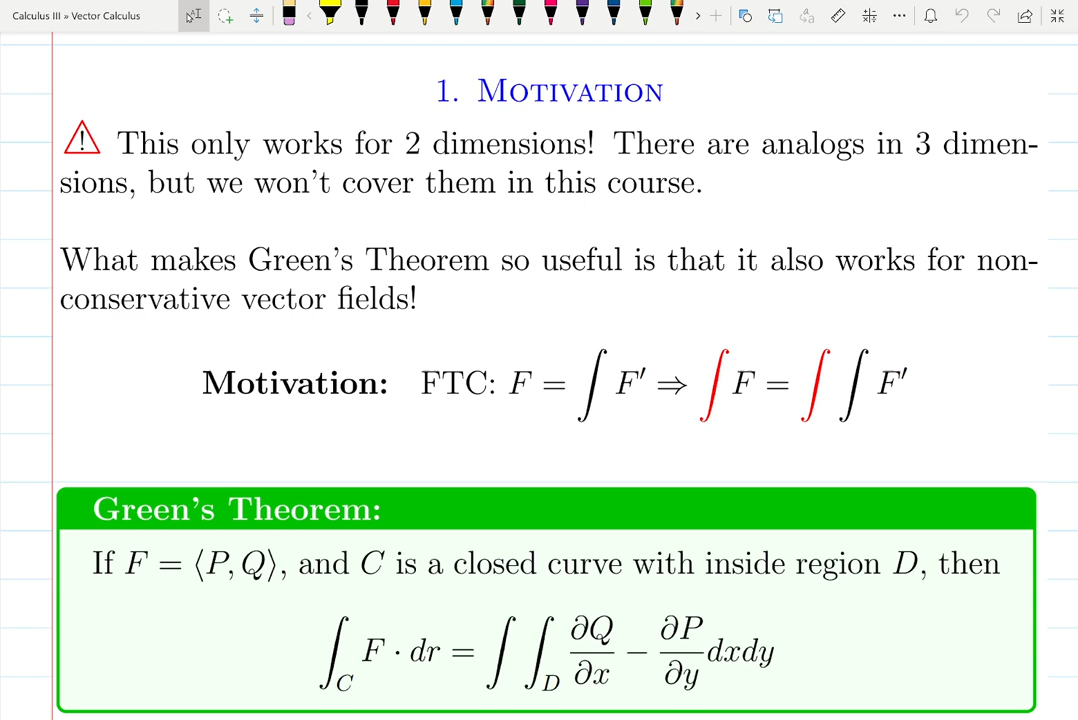 Calculus III » Vector Calculus
1. Motivation
⚠ This only works for 2 dimensions! There are analogs in 3 dimen-
sions, but we won't cover them in this course.
What makes Green's Theorem so useful is that it also works for non-
conservative vector fields!
Motivation: FTC: F = ∫ F′ ⇒ ∫ F = ∫ ∫ F′
Green's Theorem:
If F = ⟨P, Q⟩, and C is a closed curve with inside region D, then
∫_C F · dr = ∫ ∫_D ∂Q/∂x − ∂P/∂y dxdy